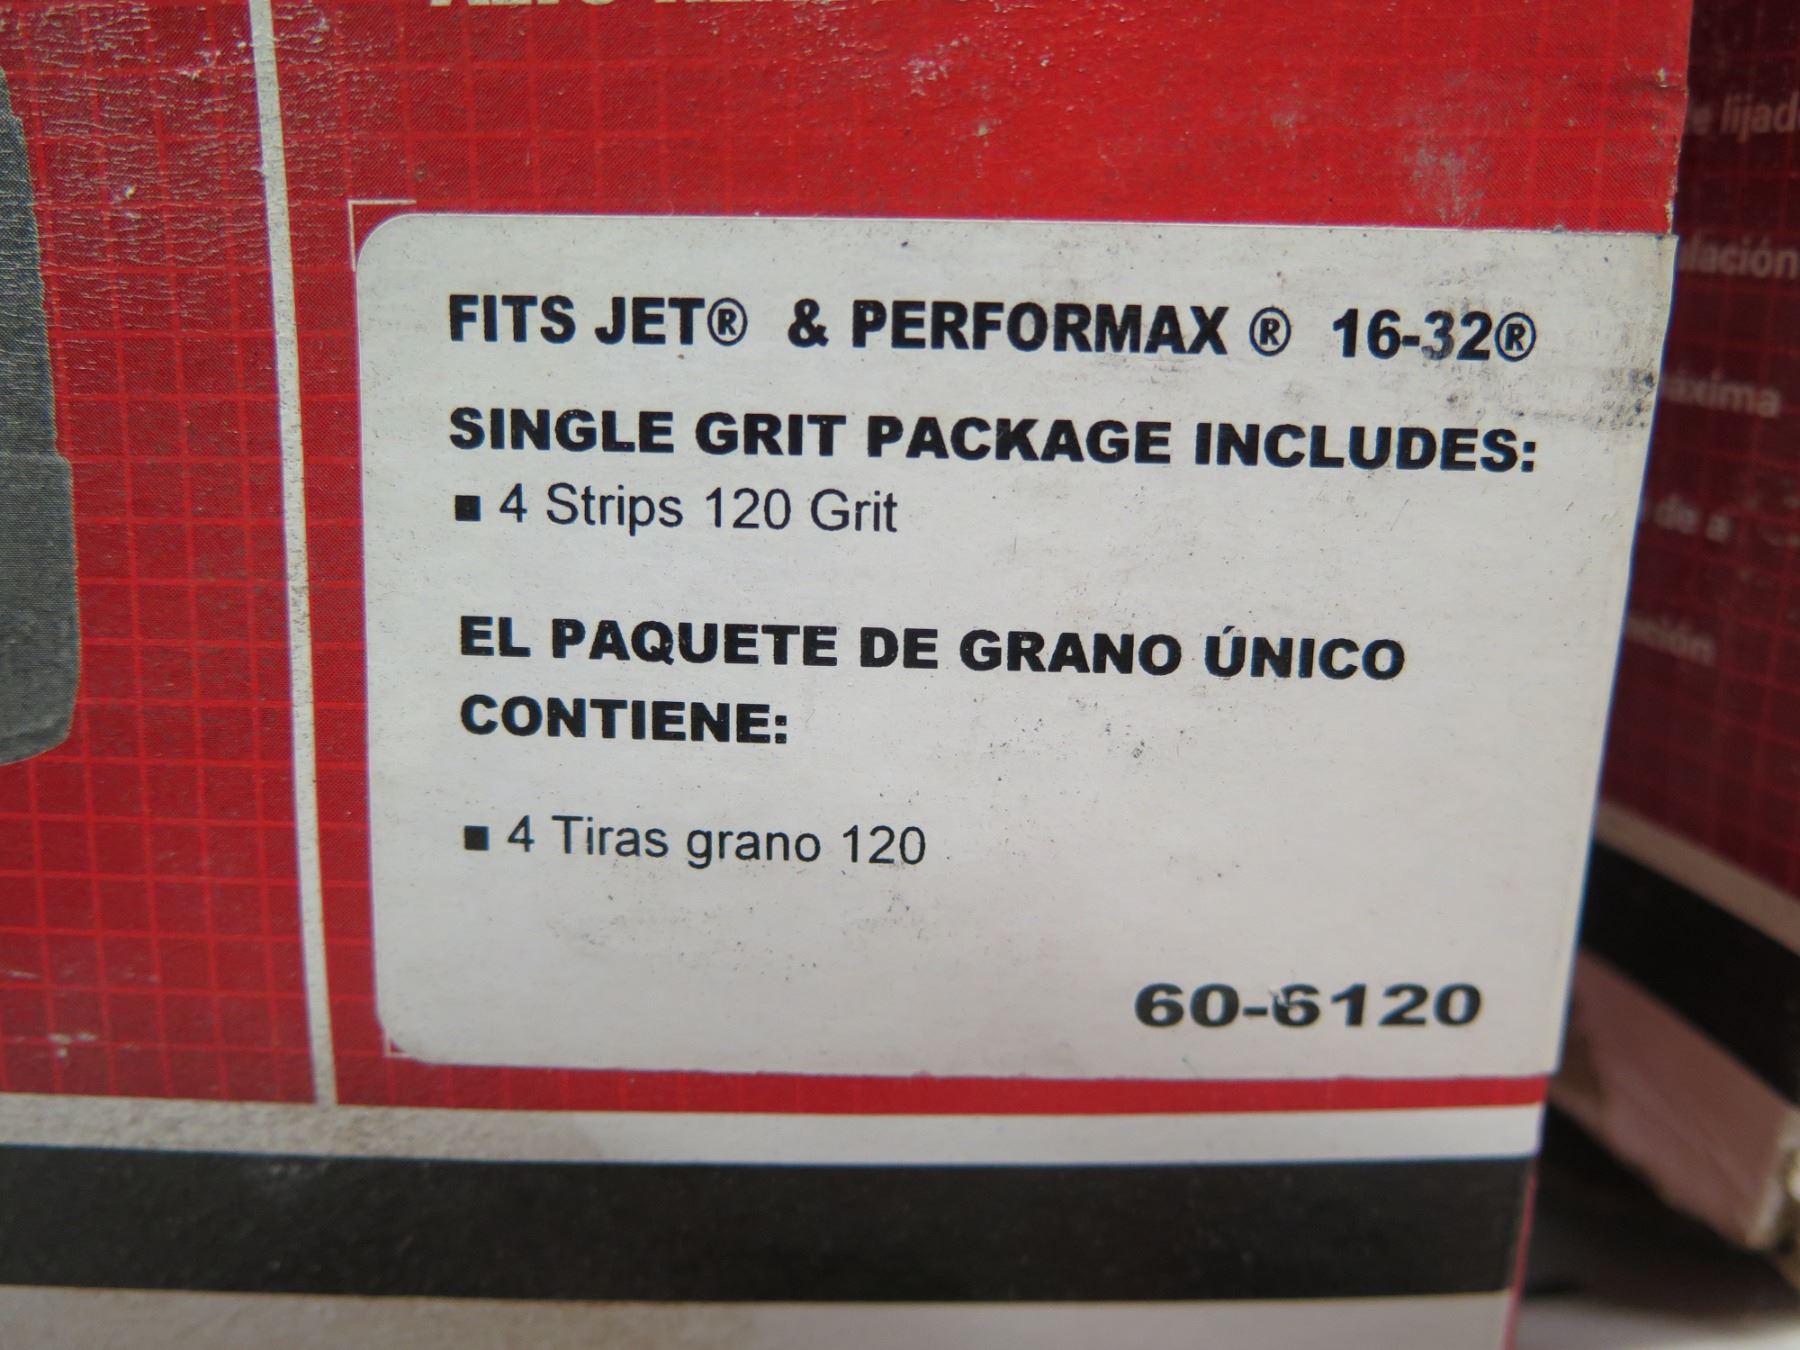 FITS JET® & PERFORMAX ® 16-32®
SINGLE GRIT PACKAGE INCLUDES:
▪ 4 Strips 120 Grit
EL PAQUETE DE GRANO ÚNICO
CONTIENE:
▪ 4 Tiras grano 120
60-6120
de a